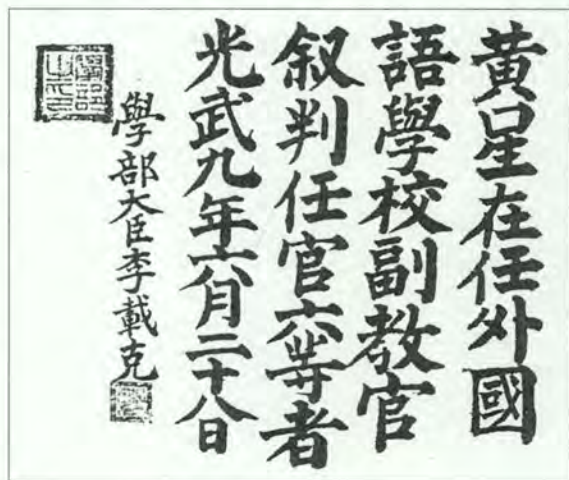 黄星在任外國
語學校副教官
叙判任官六等者
光武九年六月二十八日
學部大臣李載克